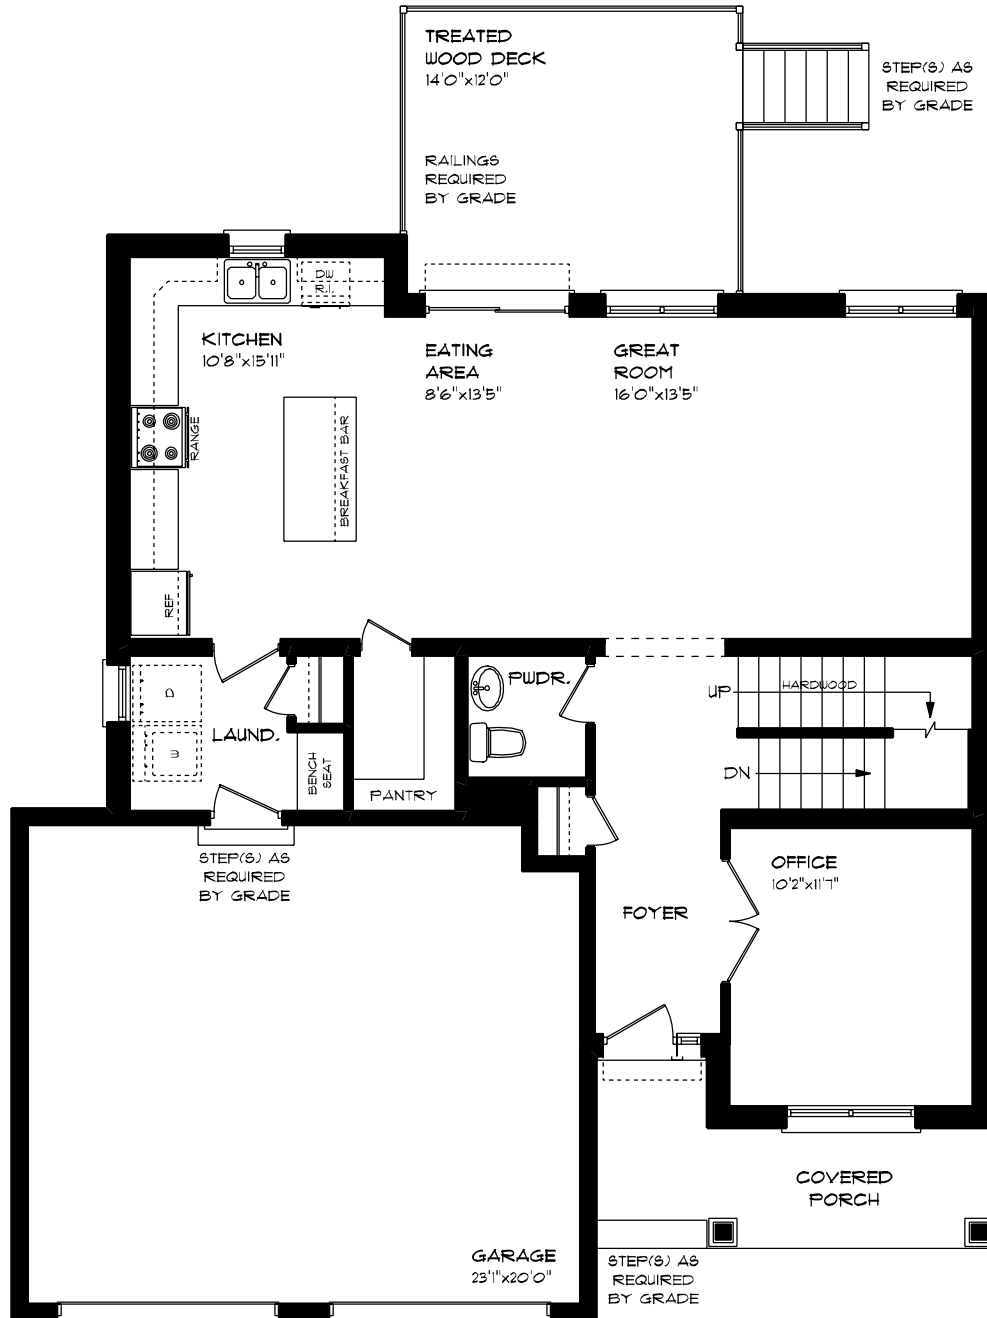 TREATED
WOOD DECK
14'0"x12'0"
STEP(S) AS
REQUIRED
BY GRADE
RAILINGS
REQUIRED
BY GRADE
DW
R.I.
KITCHEN
10'8"x15'11"
EATING
AREA
8'6"x13'5"
GREAT
ROOM
16'0"x13'5"
RANGE
BREAKFAST BAR
REF
PWDR.
UP
HARDWOOD
D
LAUND.
W
BENCH
SEAT
PANTRY
DN
STEP(S) AS
REQUIRED
BY GRADE
OFFICE
10'2"x11'7"
FOYER
COVERED
PORCH
GARAGE
23'1"x20'0"
STEP(S) AS
REQUIRED
BY GRADE